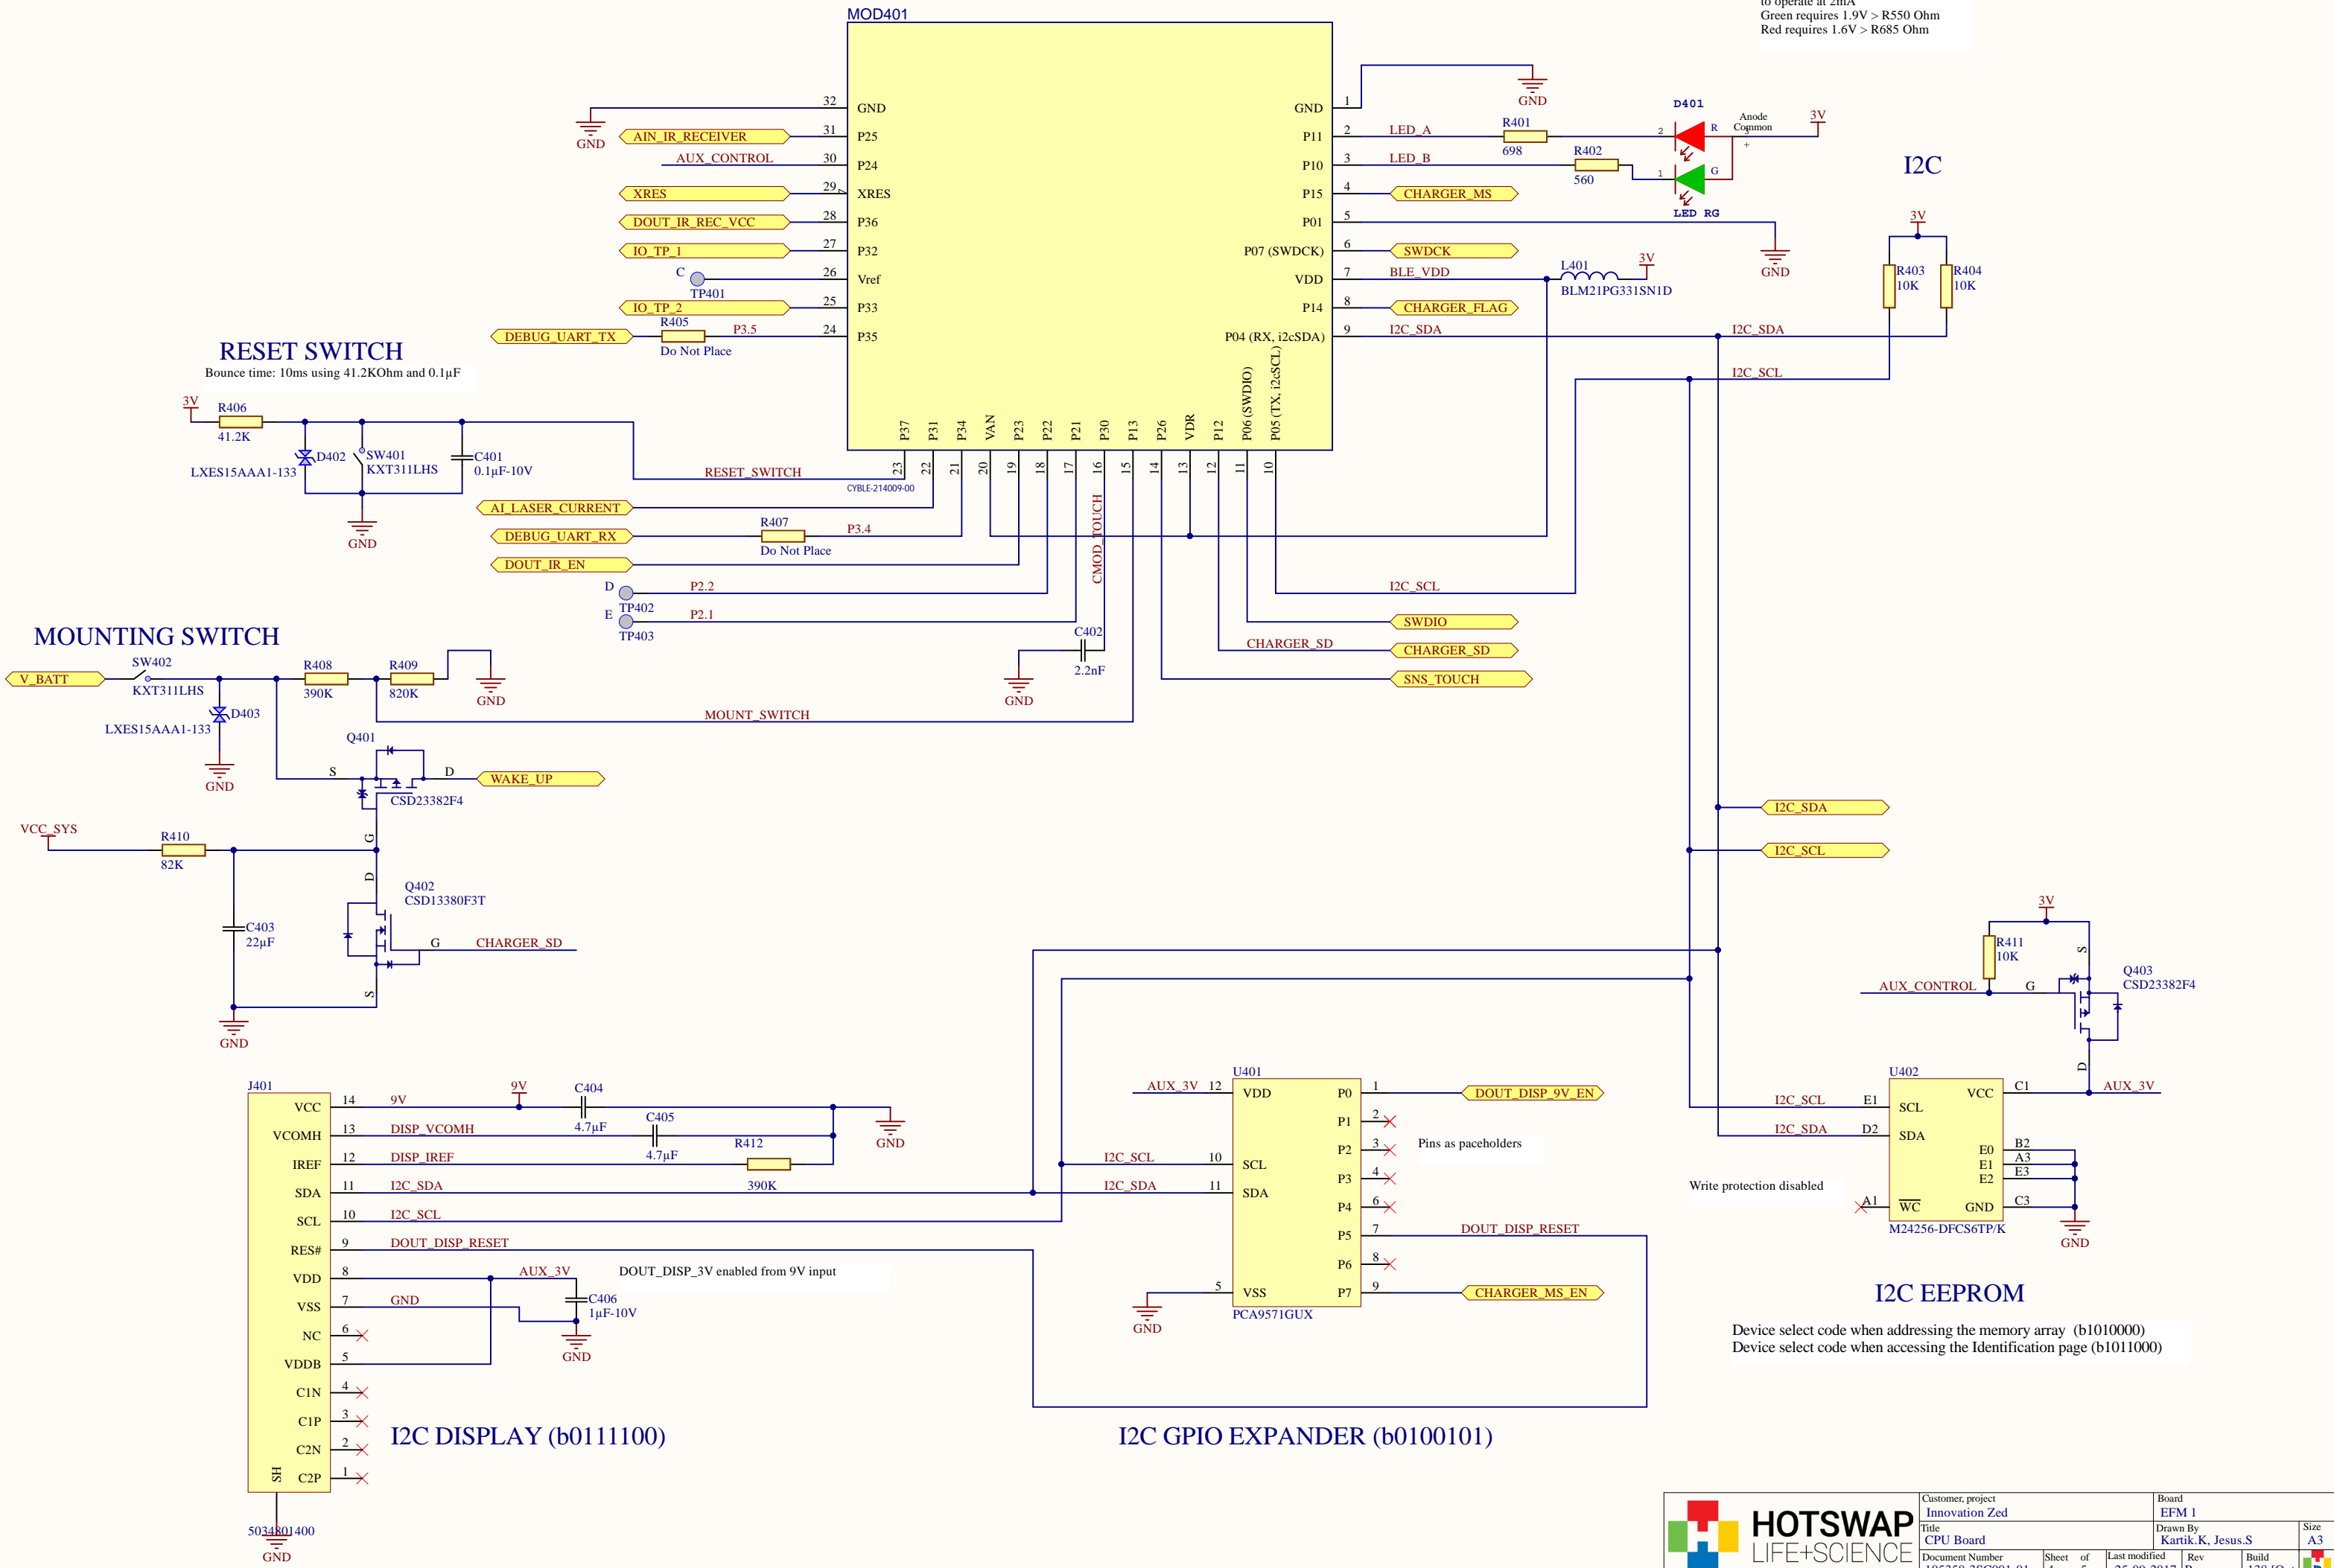 to operate at 2mA
Green requires 1.9V > R550 Ohm
Red requires 1.6V > R685 Ohm
MOD401
32 GND
GND
31 P25
AIN_IR_RECEIVER
30 P24
AUX_CONTROL
29 XRES
XRES
28 P36
DOUT_IR_REC_VCC
27 P32
IO_TP_1
26 Vref
C
TP401
25 P33
IO_TP_2
24 P35
DEBUG_UART_TX
R405
Do Not Place
P3.5
GND 1
GND
P11 2
LED_A
R401
698
P10 3
LED_B
R402
560
D401
2 R
1 G
LED RG
Anode
Common
3
+
3V
P15 4
CHARGER_MS
P01 5
GND
P07 (SWDCK) 6
SWDCK
VDD 7
BLE_VDD
L401
BLM21PG331SN1D
3V
P14 8
CHARGER_FLAG
P04 (RX, i2cSDA) 9
I2C_SDA
I2C_SDA
I2C
3V
R403
10K
R404
10K
I2C_SCL
P37 23
P31 22
P34 21
VAN 20
P23 19
P22 18
P21 17
P30 16
P13 15
P26 14
VDR 13
P12 12
P06 (SWDIO) 11
P05 (TX, i2cSCL) 10
CYBLE-214009-00
RESET SWITCH
Bounce time: 10ms using 41.2KOhm and 0.1µF
3V
R406
41.2K
D402
LXES15AAA1-133
SW401
KXT311LHS
C401
0.1µF-10V
GND
RESET_SWITCH
AI_LASER_CURRENT
DEBUG_UART_RX
R407
Do Not Place
P3.4
DOUT_IR_EN
D
TP402
P2.2
E
TP403
P2.1
CMOD_TOUCH
C402
2.2nF
GND
I2C_SCL
SWDIO
CHARGER_SD
CHARGER_SD
SNS_TOUCH
MOUNTING SWITCH
V_BATT
SW402
KXT311LHS
R408
390K
R409
820K
GND
D403
LXES15AAA1-133
GND
MOUNT_SWITCH
Q401
S
D
G
CSD23382F4
WAKE_UP
VCC_SYS
R410
82K
C403
22µF
GND
D
Q402
CSD13380F3T
G
S
CHARGER_SD
I2C_SDA
I2C_SCL
3V
R411
10K
AUX_CONTROL
G
S
Q403
CSD23382F4
D
J401
VCC 14
9V
9V
C404
4.7µF
GND
VCOMH 13
DISP_VCOMH
C405
4.7µF
IREF 12
DISP_IREF
R412
390K
SDA 11
I2C_SDA
SCL 10
I2C_SCL
RES# 9
DOUT_DISP_RESET
VDD 8
AUX_3V
DOUT_DISP_3V enabled from 9V input
VSS 7
GND
C406
1µF-10V
GND
NC 6
VDDB 5
C1N 4
C1P 3
C2N 2
C2P 1
SH
5034801400
GND
I2C DISPLAY (b0111100)
U401
AUX_3V 12 VDD
I2C_SCL 10 SCL
I2C_SDA 11 SDA
5 VSS
GND
P0 1
DOUT_DISP_9V_EN
P1 2
P2 3
Pins as paceholders
P3 4
P4 6
P5 7
DOUT_DISP_RESET
P6 8
P7 9
CHARGER_MS_EN
PCA9571GUX
I2C GPIO EXPANDER (b0100101)
U402
I2C_SCL E1 SCL
I2C_SDA D2 SDA
Write protection disabled
A1 WC
VCC C1
AUX_3V
E0 B2
E1 A3
E2 E3
GND C3
GND
M24256-DFCS6TP/K
I2C EEPROM
Device select code when addressing the memory array (b1010000)
Device select code when accessing the Identification page (b1011000)
HOTSWAP
LIFE+SCIENCE
Customer, project
Innovation Zed
Board
EFM 1
Title
CPU Board
Drawn By
Kartik.K, Jesus.S
Size
A3
Document Number
Sheet of
Last modified
Rev
Build